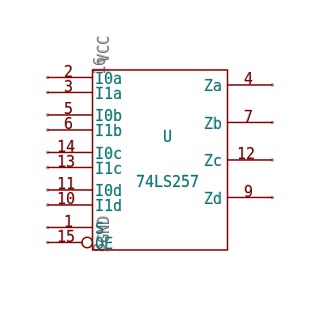 VCC
16
2 I0a
3 I1a
Za 4
5 I0b
6 I1b
Zb 7
U
14 I0c
13 I1c
Zc 12
74LS257
11 I0d
10 I1d
Zd 9
1 S
15 OE
8
GND